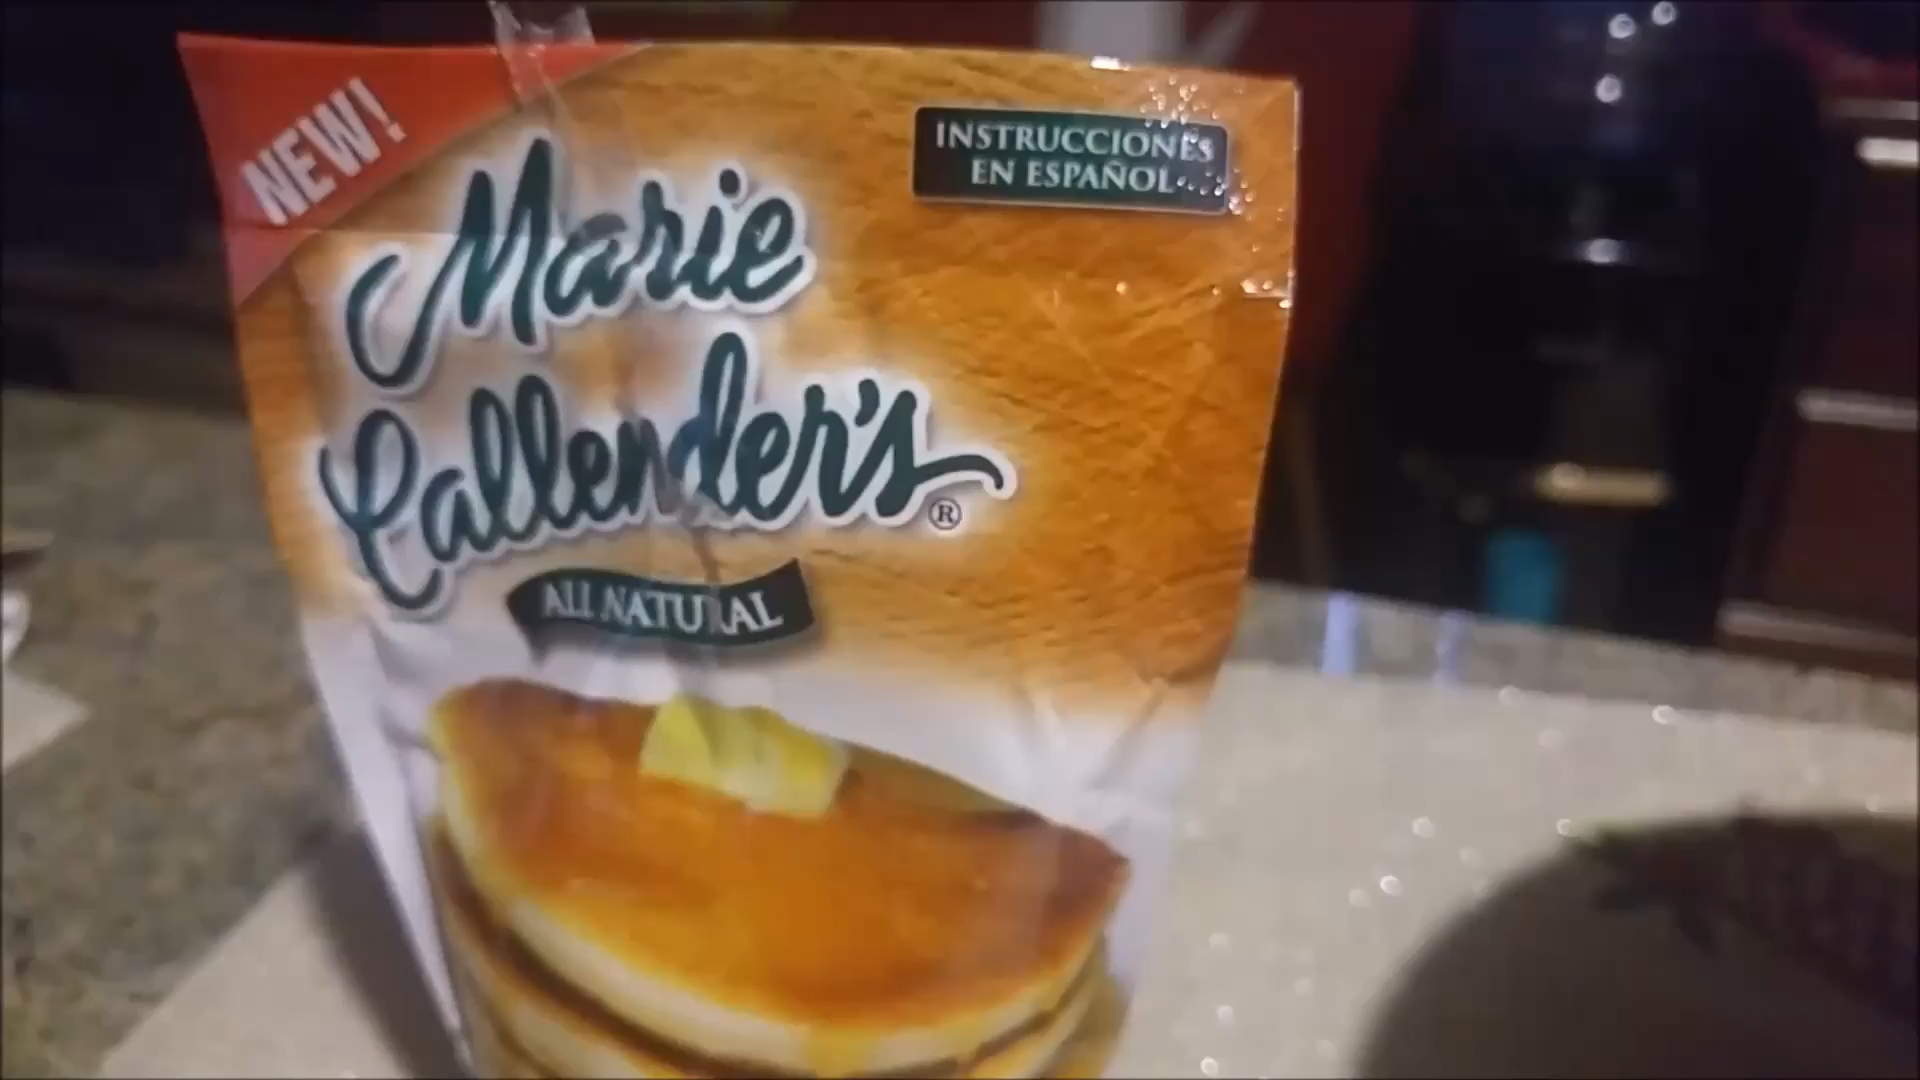 NEW!
INSTRUCCIONES
EN ESPAÑOL
Marie
Callender's®
ALL NATURAL